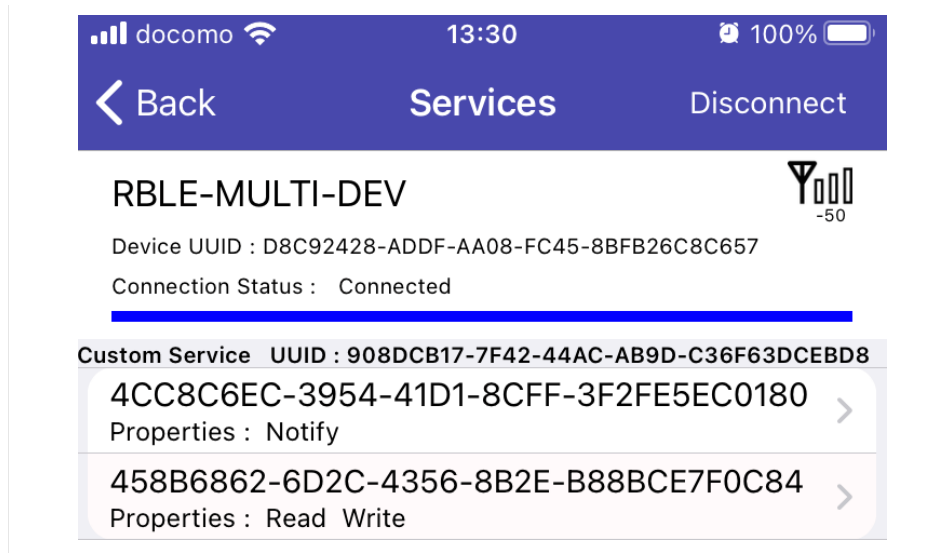 docomo 13:30 100%
Back Services Disconnect
RBLE-MULTI-DEV
-50
Device UUID : D8C92428-ADDF-AA08-FC45-8BFB26C8C657
Connection Status : Connected
Custom Service UUID : 908DCB17-7F42-44AC-AB9D-C36F63DCEBD8
4CC8C6EC-3954-41D1-8CFF-3F2FE5EC0180
Properties : Notify
458B6862-6D2C-4356-8B2E-B88BCE7F0C84
Properties : Read Write